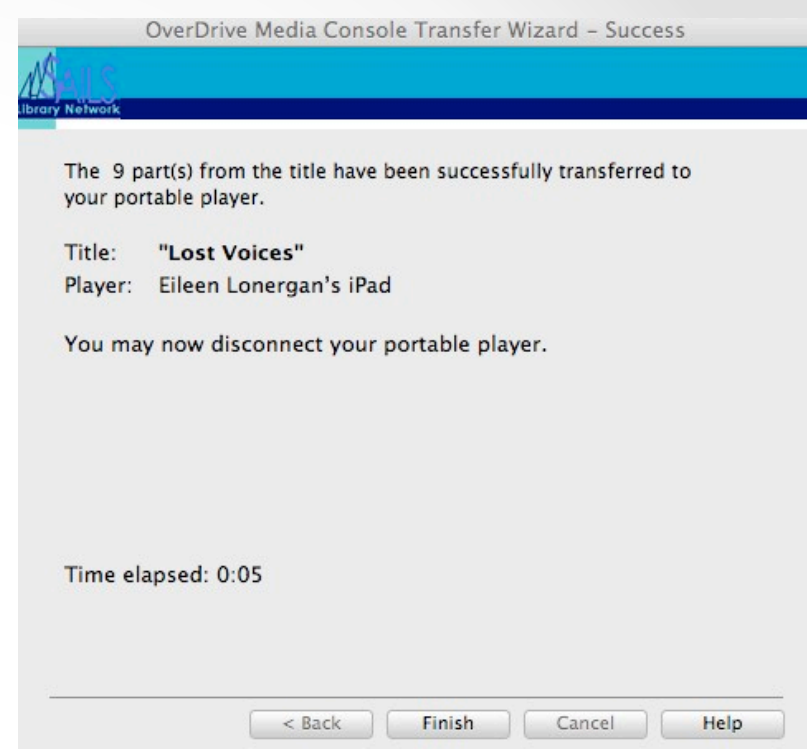 OverDrive Media Console Transfer Wizard – Success
SAILS
Library Network
The 9 part(s) from the title have been successfully transferred to
your portable player.
Title: "Lost Voices"
Player: Eileen Lonergan's iPad
You may now disconnect your portable player.
Time elapsed: 0:05
< Back Finish Cancel Help